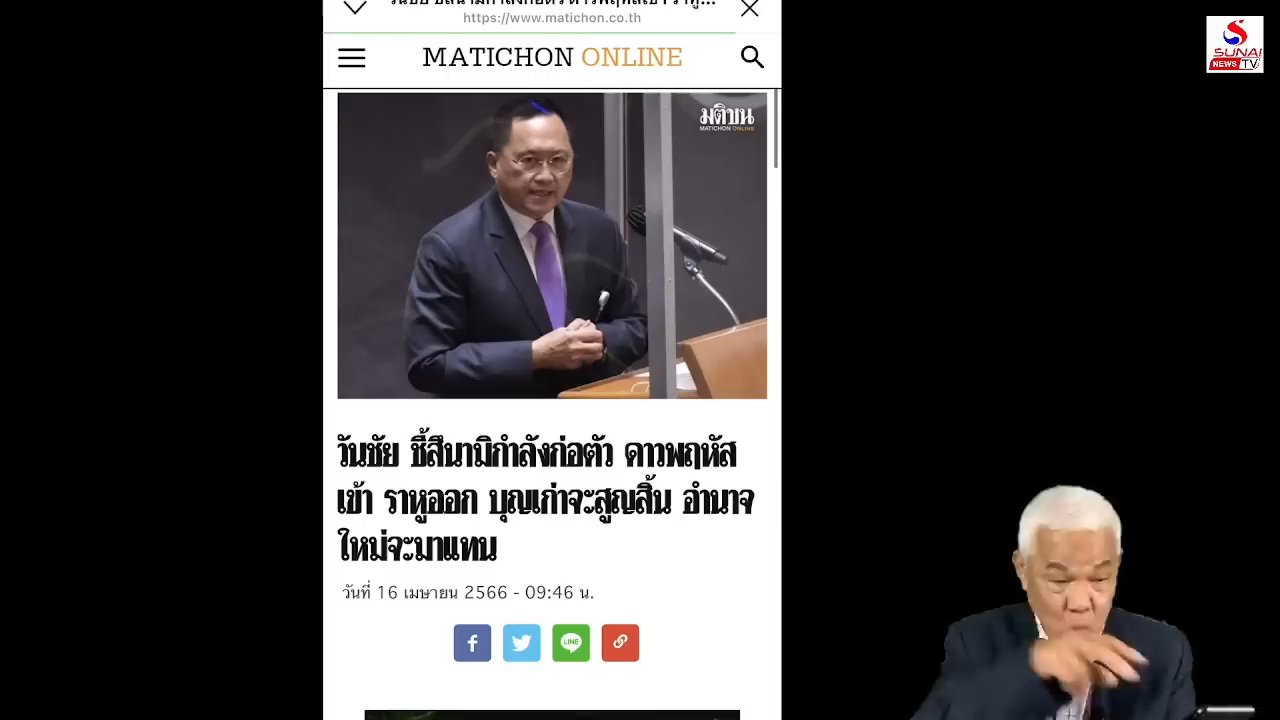 https://www.matichon.co.th
MATICHON ONLINE
SUNAI
NEWS TV
มติชน
MATICHON ONLINE
วันชัย ชี้สึนามิกำลังก่อตัว ดาวพฤหัส
เข้า ราหูออก บุญเก่าจะสูญสิ้น อำนาจ
ใหม่จะมาแทน
วันที่ 16 เมษายน 2566 - 09:46 น.
f
LINE